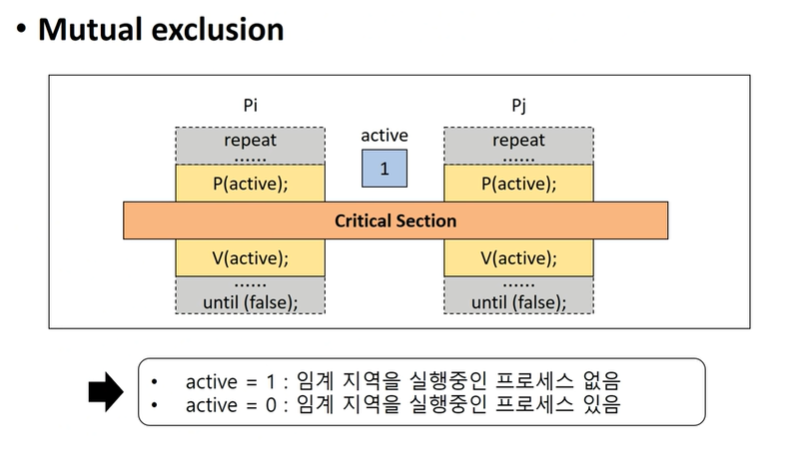 • Mutual exclusion
Pi
Pj
repeat
......
active
repeat
......
P(active);
1
P(active);
Critical Section
V(active);
V(active);
......
until (false);
......
until (false);
• active = 1 : 임계 지역을 실행중인 프로세스 없음
• active = 0 : 임계 지역을 실행중인 프로세스 있음